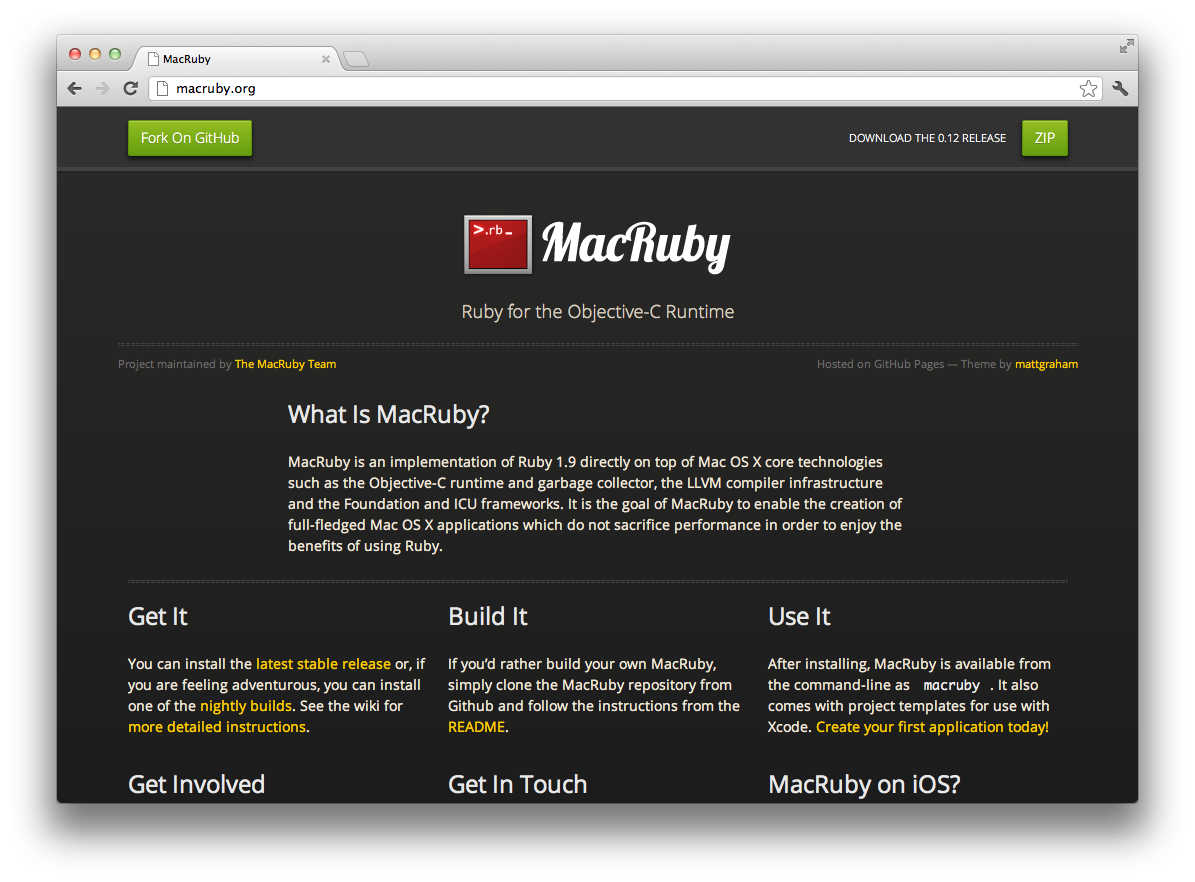 MacRuby
macruby.org
Fork On GitHub
DOWNLOAD THE 0.12 RELEASE
ZIP
>.rb_
MacRuby
Ruby for the Objective-C Runtime
Project maintained by The MacRuby Team
Hosted on GitHub Pages — Theme by mattgraham
What Is MacRuby?
MacRuby is an implementation of Ruby 1.9 directly on top of Mac OS X core technologies
such as the Objective-C runtime and garbage collector, the LLVM compiler infrastructure
and the Foundation and ICU frameworks. It is the goal of MacRuby to enable the creation of
full-fledged Mac OS X applications which do not sacrifice performance in order to enjoy the
benefits of using Ruby.
Get It
You can install the latest stable release or, if
you are feeling adventurous, you can install
one of the nightly builds. See the wiki for
more detailed instructions.
Build It
If you’d rather build your own MacRuby,
simply clone the MacRuby repository from
Github and follow the instructions from the
README.
Use It
After installing, MacRuby is available from
the command-line as macruby . It also
comes with project templates for use with
Xcode. Create your first application today!
Get Involved
Get In Touch
MacRuby on iOS?